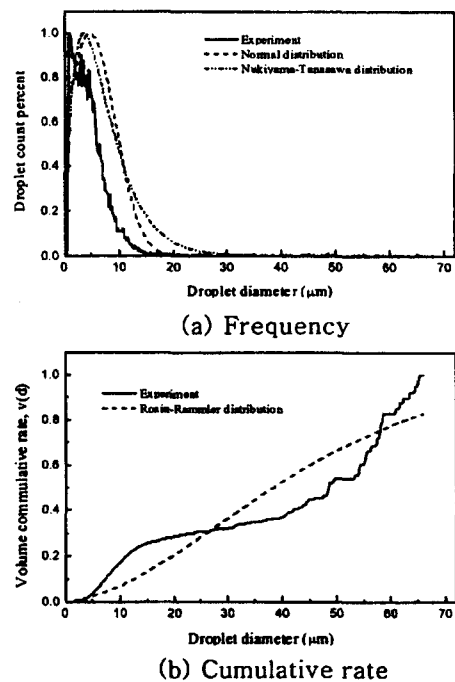 Experiment
Normal distribution
Nukiyama-Tanasawa distribution
Droplet count percent
1.0
0.8
0.6
0.4
0.2
0.0
0 10 20 30 40 50 60 70
Droplet diameter (μm)
(a) Frequency
Experiment
Rosin-Rammler distribution
Volume commulative rate, v(d)
1.0
0.8
0.6
0.4
0.2
0.0
0 10 20 30 40 50 60 70
Droplet diameter (μm)
(b) Cumulative rate